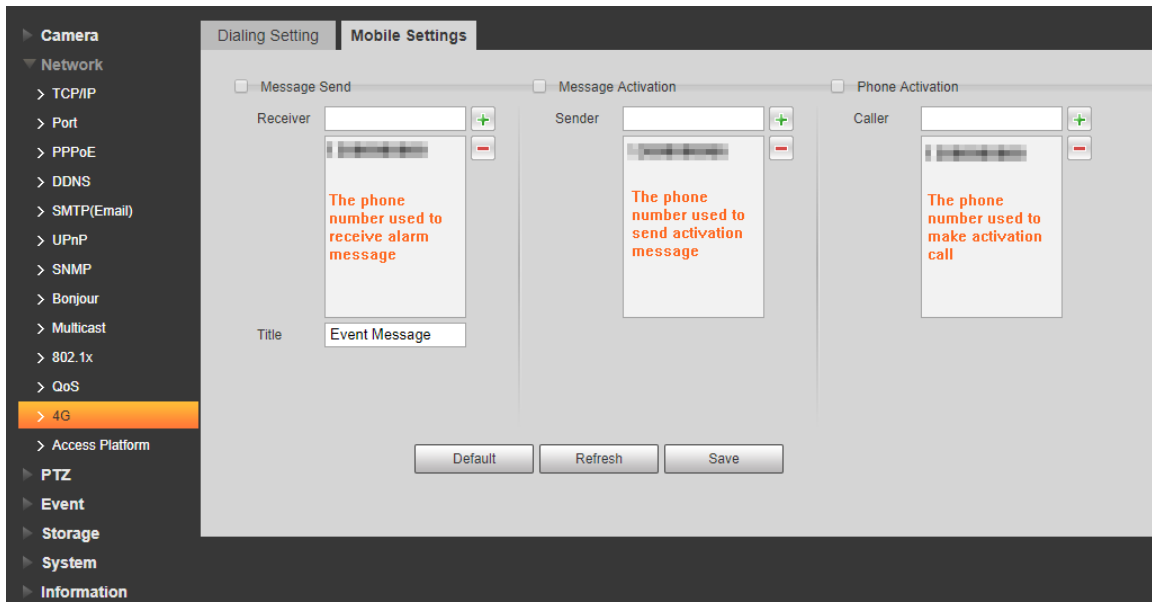 Camera
Network
TCP/IP
Port
PPPoE
DDNS
SMTP(Email)
UPnP
SNMP
Bonjour
Multicast
802.1x
QoS
4G
Access Platform
PTZ
Event
Storage
System
Information
Dialing Setting
Mobile Settings
Message Send
Receiver
The phone
number used to
receive alarm
message
Title
Event Message
Message Activation
Sender
The phone
number used to
send activation
message
Phone Activation
Caller
The phone
number used to
make activation
call
Default
Refresh
Save